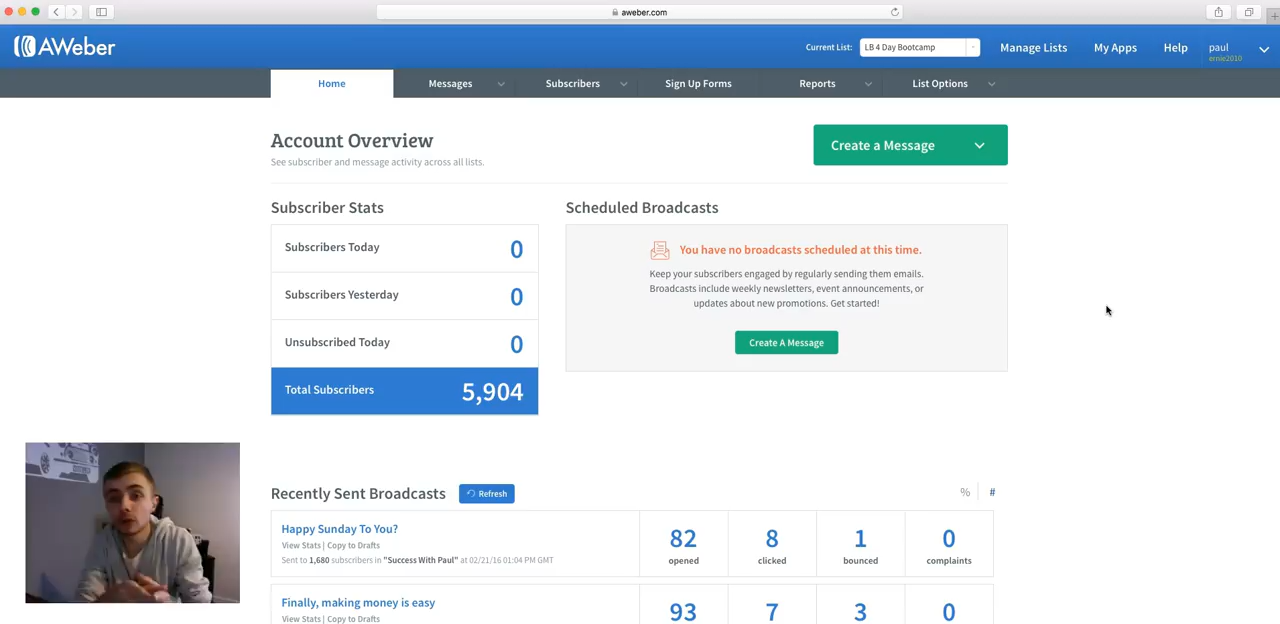 aweber.com
AWeber
Current List:
LB 4 Day Bootcamp
Manage Lists
My Apps
Help
paul
ernie2010
Home
Messages
Subscribers
Sign Up Forms
Reports
List Options
Account Overview
See subscriber and message activity across all lists.
Create a Message
Subscriber Stats
Subscribers Today 0
Subscribers Yesterday 0
Unsubscribed Today 0
Total Subscribers 5,904
Scheduled Broadcasts
You have no broadcasts scheduled at this time.
Keep your subscribers engaged by regularly sending them emails.
Broadcasts include weekly newsletters, event announcements, or
updates about new promotions. Get started!
Create A Message
Recently Sent Broadcasts
Refresh
% | #
Happy Sunday To You?
View Stats | Copy to Drafts
Sent to 1,680 subscribers in "Success With Paul" at 02/21/16 01:04 PM GMT
82 8 1 0
opened clicked bounced complaints
Finally, making money is easy
View Stats | Copy to Drafts
93 7 3 0